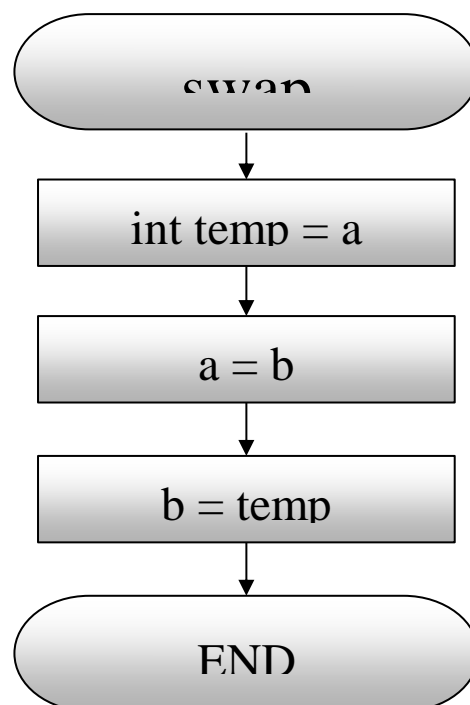 swap
int temp = a
a = b
b = temp
END